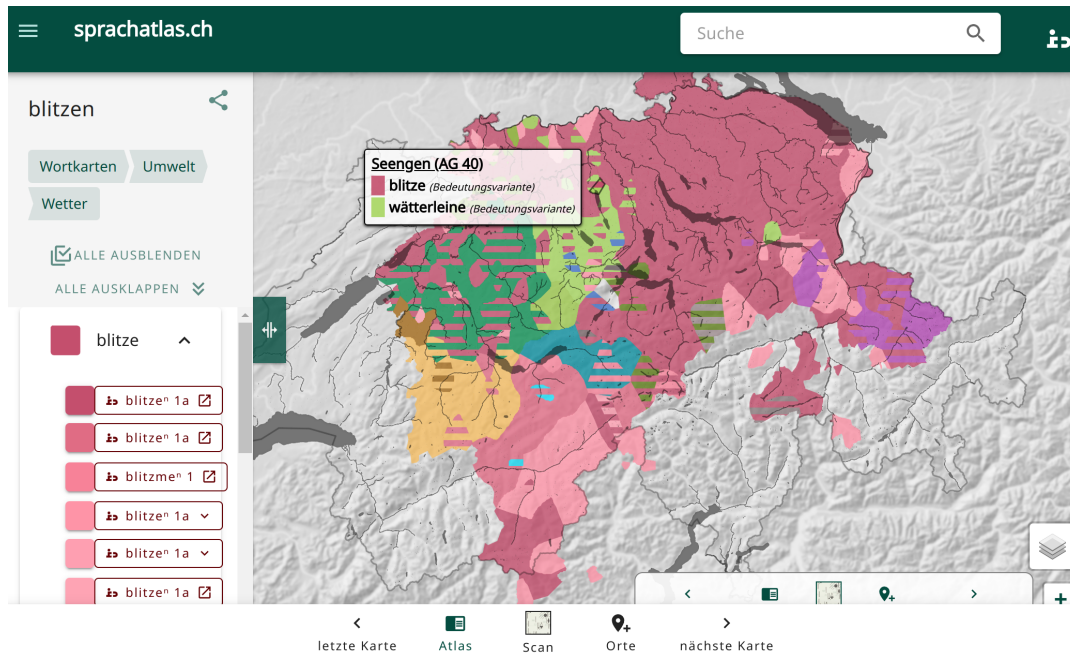 sprachatlas.ch
Suche
blitzen
Wortkarten
Umwelt
Wetter
ALLE AUSBLENDEN
ALLE AUSKLAPPEN
blitze
blitzeⁿ 1a
blitzeⁿ 1a
blitzmeⁿ 1
blitzeⁿ 1a
blitzeⁿ 1a
blitzeⁿ 1a
Seengen (AG 40)
blitze (Bedeutungsvariante)
wätterleine (Bedeutungsvariante)
letzte Karte
Atlas
Scan
Orte
nächste Karte